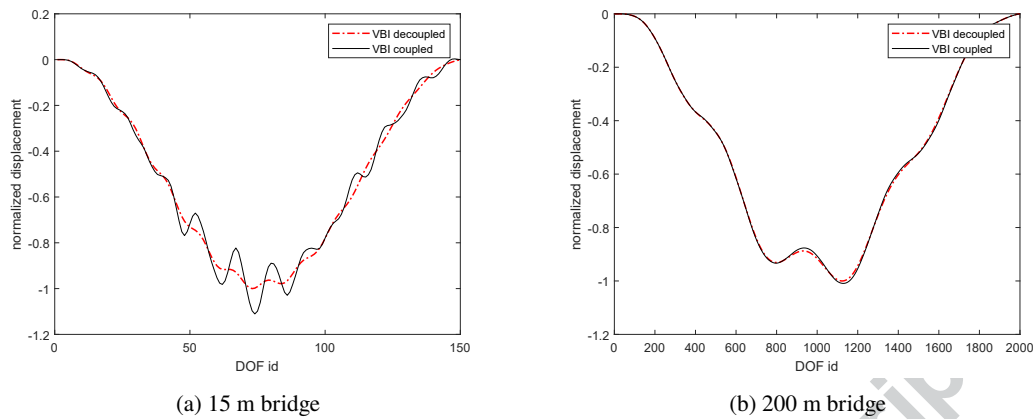 0.2
0
-0.2
-0.4
-0.6
-0.8
-1
-1.2
normalized displacement
0 50 100 150
DOF id
VBI decoupled
VBI coupled
(a) 15 m bridge
0
-0.2
-0.4
-0.6
-0.8
-1
-1.2
normalized displacement
0 200 400 600 800 1000 1200 1400 1600 1800 2000
DOF id
VBI decoupled
VBI coupled
(b) 200 m bridge